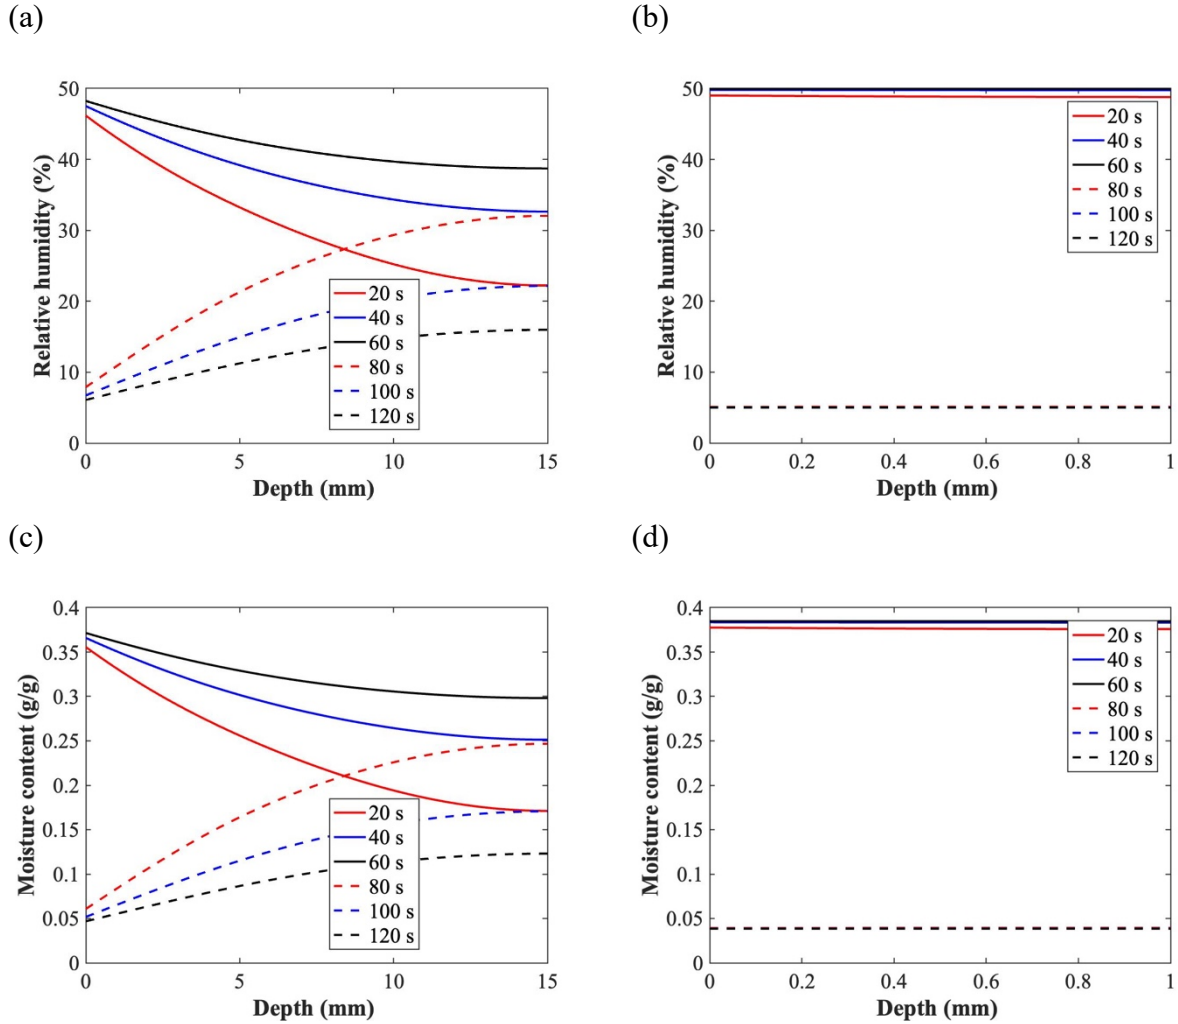 (a)
(b)
Relative humidity (%)
50
40
30
20
10
0
20 s
40 s
60 s
80 s
100 s
120 s
0
5
10
15
Depth (mm)
Relative humidity (%)
50
40
30
20
10
0
20 s
40 s
60 s
80 s
100 s
120 s
0
0.2
0.4
0.6
0.8
1
Depth (mm)
(c)
(d)
Moisture content (g/g)
0.4
0.35
0.3
0.25
0.2
0.15
0.1
0.05
0
20 s
40 s
60 s
80 s
100 s
120 s
0
5
10
15
Depth (mm)
Moisture content (g/g)
0.4
0.35
0.3
0.25
0.2
0.15
0.1
0.05
0
20 s
40 s
60 s
80 s
100 s
120 s
0
0.2
0.4
0.6
0.8
1
Depth (mm)